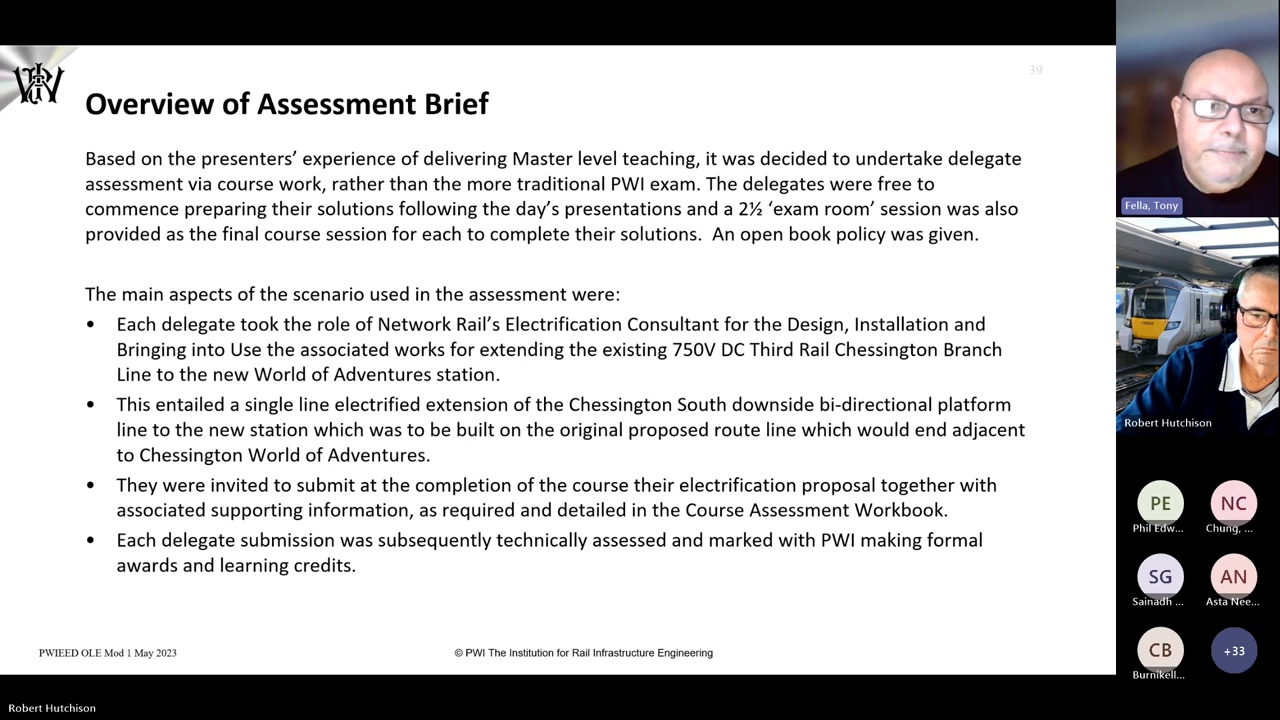 39
Overview of Assessment Brief
Based on the presenters’ experience of delivering Master level teaching, it was decided to undertake delegate
assessment via course work, rather than the more traditional PWI exam. The delegates were free to
commence preparing their solutions following the day’s presentations and a 2½ ‘exam room’ session was also
provided as the final course session for each to complete their solutions.  An open book policy was given.
The main aspects of the scenario used in the assessment were:
• Each delegate took the role of Network Rail’s Electrification Consultant for the Design, Installation and
Bringing into Use the associated works for extending the existing 750V DC Third Rail Chessington Branch
Line to the new World of Adventures station.
• This entailed a single line electrified extension of the Chessington South downside bi-directional platform
line to the new station which was to be built on the original proposed route line which would end adjacent
to Chessington World of Adventures.
• They were invited to submit at the completion of the course their electrification proposal together with
associated supporting information, as required and detailed in the Course Assessment Workbook.
• Each delegate submission was subsequently technically assessed and marked with PWI making formal
awards and learning credits.
PWIEED OLE Mod 1 May 2023
© PWI The Institution for Rail Infrastructure Engineering
Robert Hutchison
Fella, Tony
Robert Hutchison
PE
Phil Edw...
NC
Chung, ...
SG
Sainadh ...
AN
Asta Nee...
CB
Burnikell...
+33